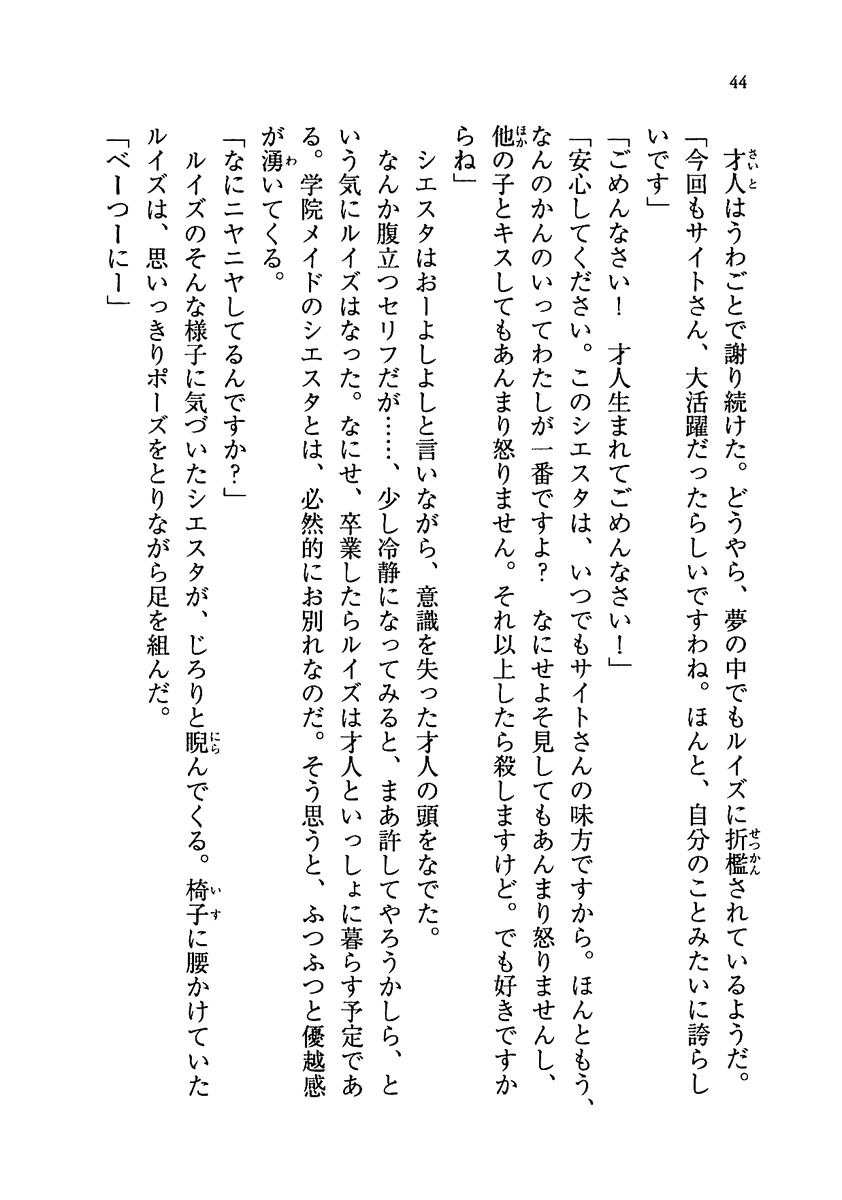 44
才人はうわごとで謝り続けた。どうやら、夢の中でもルイズに折檻されているようだ。
「今回もサイトさん、大活躍だったらしいですわね。ほんと、自分のことみたいに誇らし
いです」
「ごめんなさい！　才人生まれてごめんなさい！」
「安心してください。このシエスタは、いつでもサイトさんの味方ですから。ほんともう、
なんのかんのいってわたしが一番ですよ？　なにせよそ見してもあんまり怒りませんし、
他の子とキスしてもあんまり怒りません。それ以上したら殺しますけど。でも好きですか
らね」
シエスタはおーよしよしと言いながら、意識を失った才人の頭をなでた。
なんか腹立つセリフだが……、少し冷静になってみると、まあ許してやろうかしら、と
いう気にルイズはなった。なにせ、卒業したらルイズは才人といっしょに暮らす予定であ
る。学院メイドのシエスタとは、必然的にお別れなのだ。そう思うと、ふつふつと優越感
が湧いてくる。
「なにニヤニヤしてるんですか？」
ルイズのそんな様子に気づいたシエスタが、じろりと睨んでくる。椅子に腰かけていた
ルイズは、思いっきりポーズをとりながら足を組んだ。
「べーつーにー」